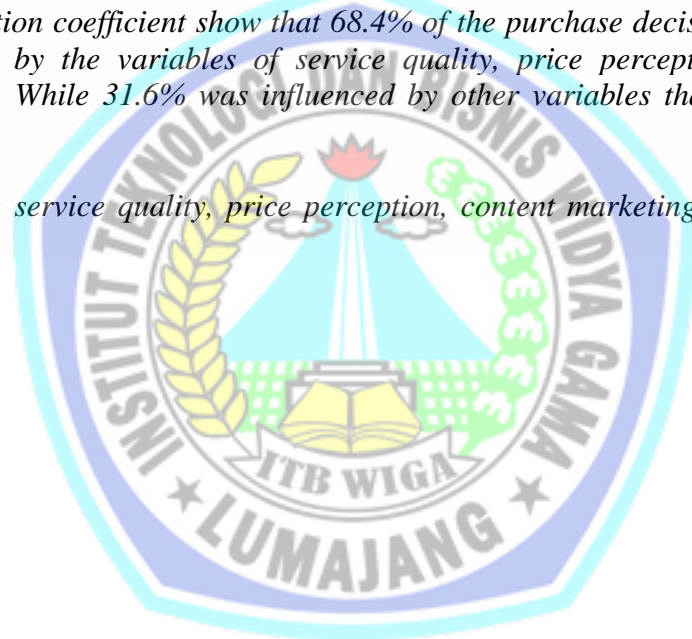 tion coefficient show that 68.4% of the purchase decis
by the variables of service quality, price percept
While 31.6% was influenced by other variables tha
service quality, price perception, content marketing
INSTITUT TEKNOLOGI DAN BISNIS WIDYA GAMA
ITB WIGA
LUMAJANG